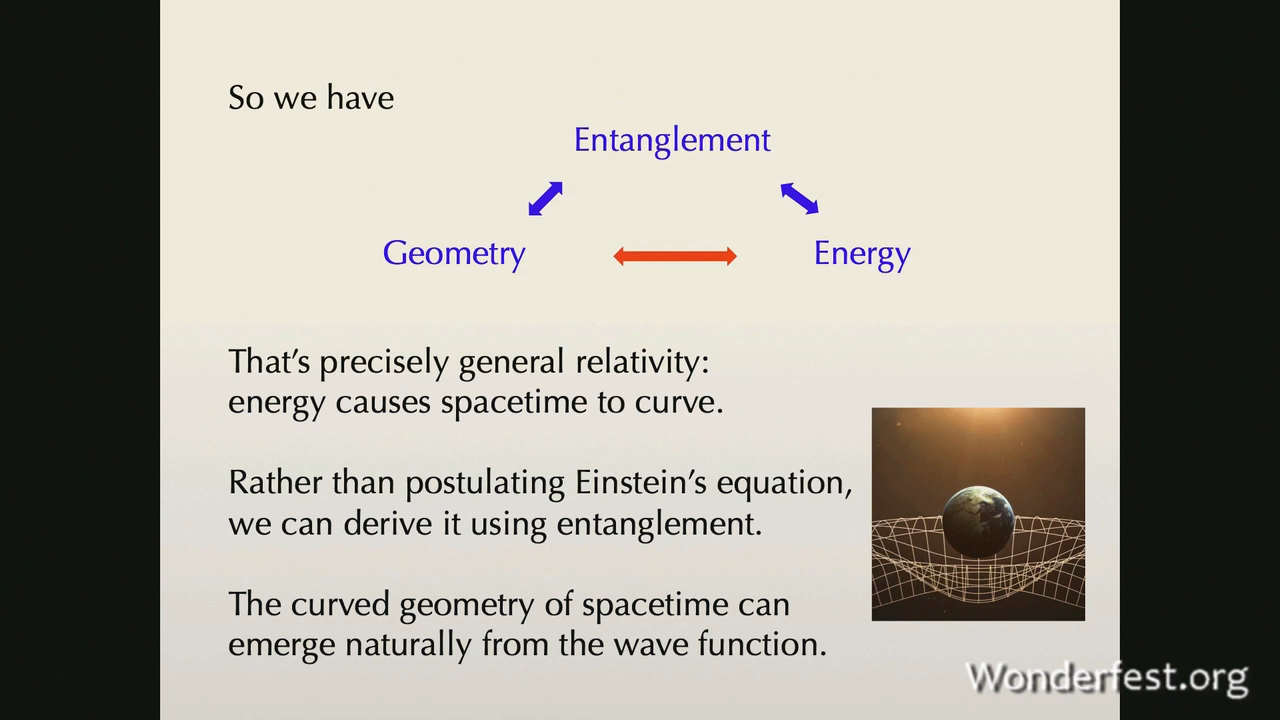 So we have
Entanglement
Geometry
Energy
That's precisely general relativity:
energy causes spacetime to curve.
Rather than postulating Einstein's equation,
we can derive it using entanglement.
The curved geometry of spacetime can
emerge naturally from the wave function.
Wonderfest.org